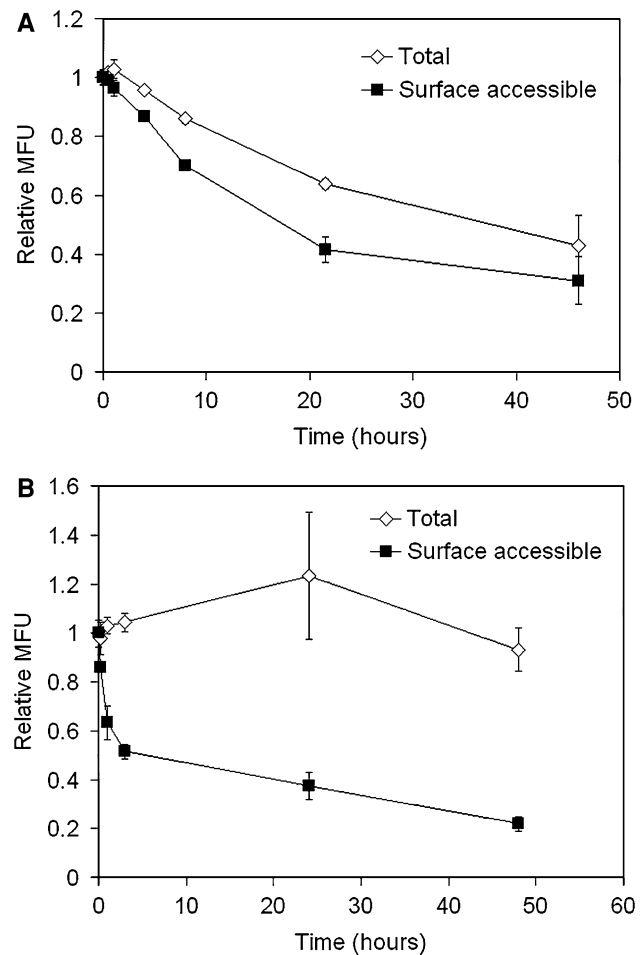 A
1.2
1
0.8
0.6
0.4
0.2
0
Relative MFU
Total
Surface accessible
0 10 20 30 40 50
Time (hours)
B
1.6
1.4
1.2
1
0.8
0.6
0.4
0.2
0
Relative MFU
Total
Surface accessible
0 10 20 30 40 50 60
Time (hours)